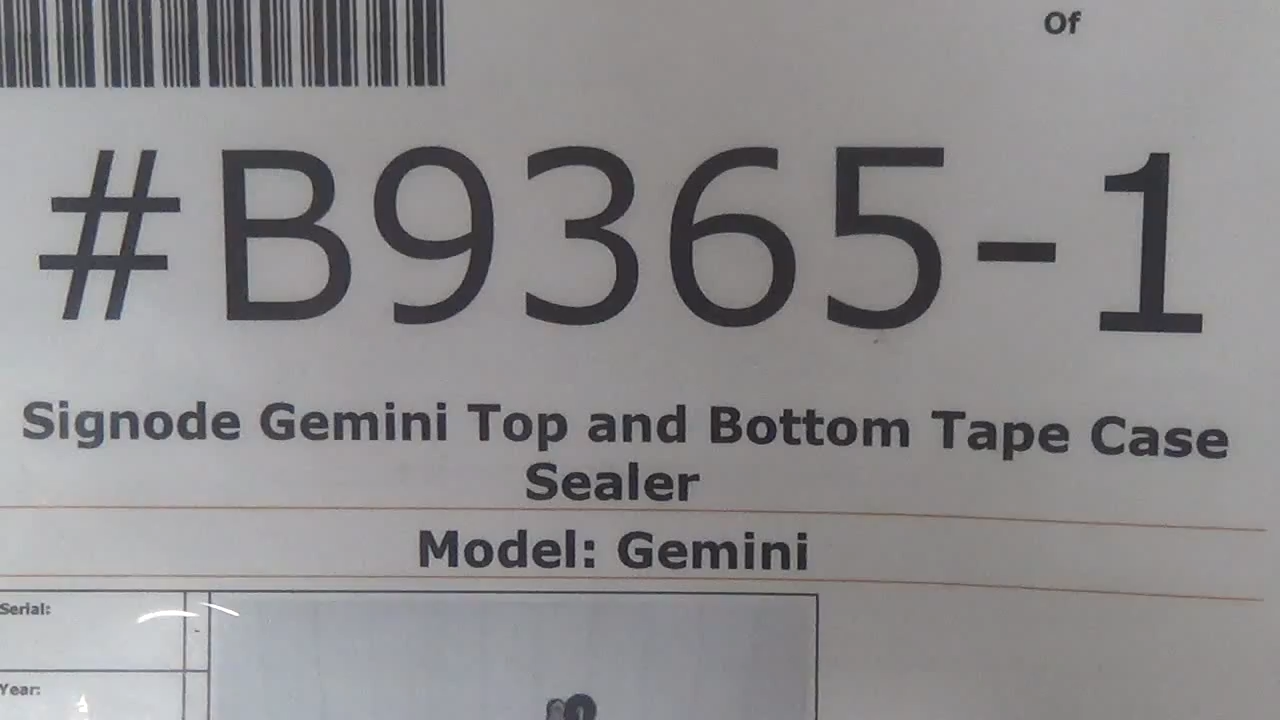 Of
#B9365-1
Signode Gemini Top and Bottom Tape Case
Sealer
Model: Gemini
Serial:
Year: